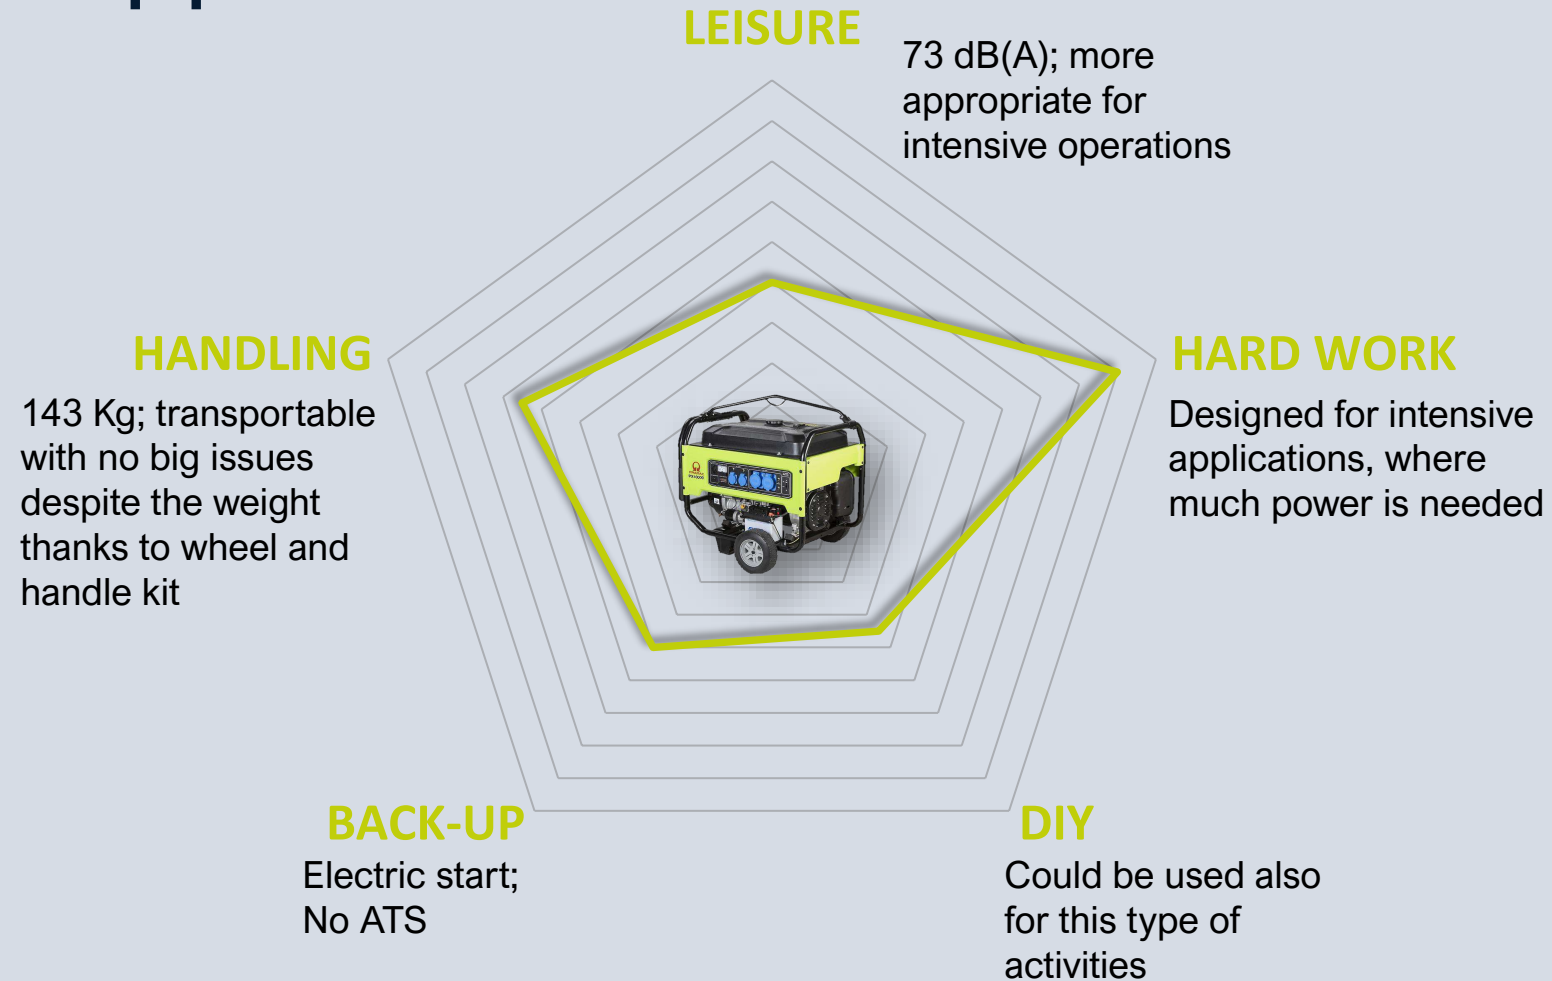 LEISURE
73 dB(A); more
appropriate for
intensive operations
HANDLING
143 Kg; transportable
with no big issues
despite the weight
thanks to wheel and
handle kit
HARD WORK
Designed for intensive
applications, where
much power is needed
BACK-UP
Electric start;
No ATS
DIY
Could be used also
for this type of
activities